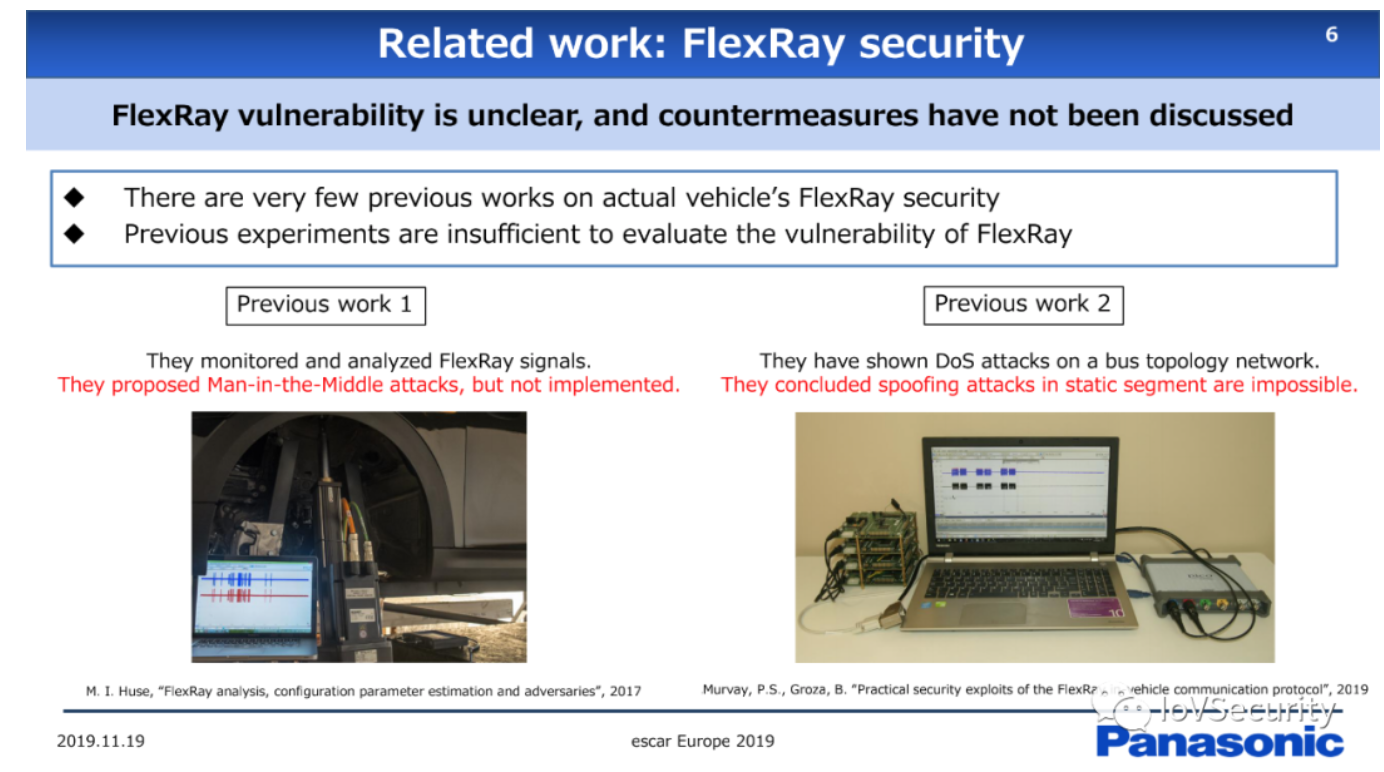 Related work: FlexRay security
6
FlexRay vulnerability is unclear, and countermeasures have not been discussed
◆ There are very few previous works on actual vehicle’s FlexRay security
◆ Previous experiments are insufficient to evaluate the vulnerability of FlexRay
Previous work 1
They monitored and analyzed FlexRay signals.
They proposed Man-in-the-Middle attacks, but not implemented.
M. I. Huse, “FlexRay analysis, configuration parameter estimation and adversaries”, 2017
Previous work 2
They have shown DoS attacks on a bus topology network.
They concluded spoofing attacks in static segment are impossible.
10
Murvay, P.S., Groza, B. “Practical security exploits of the FlexRay vehicle communication protocol”, 2019
IoVSecurity
2019.11.19
escar Europe 2019
Panasonic